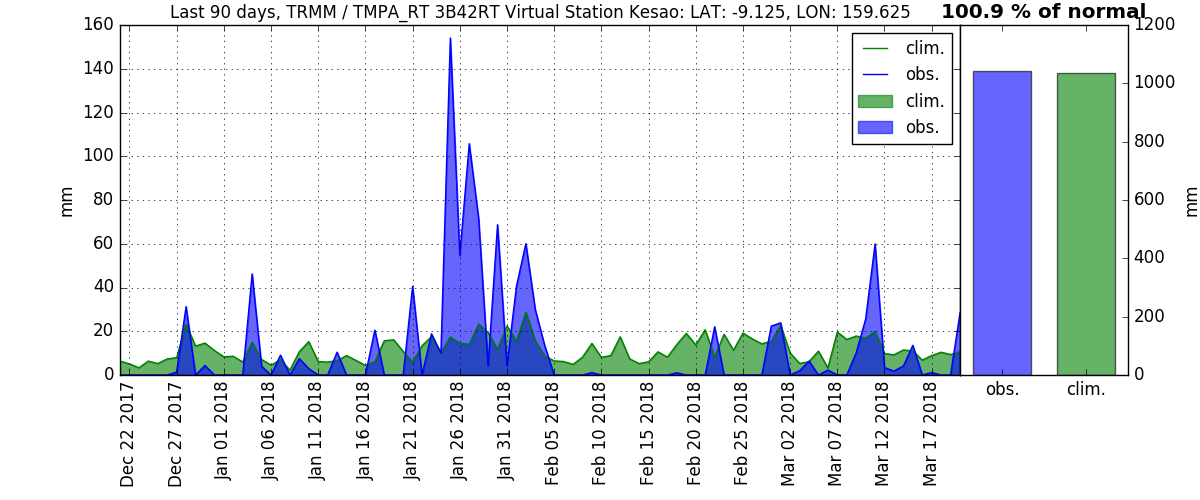 Last 90 days, TRMM / TMPA_RT 3B42RT Virtual Station Kesao: LAT: -9.125, LON: 159.625
100.9 % of normal
160
140
120
100
80
60
40
20
0
mm
clim.
obs.
clim.
obs.
Dec 22 2017
Dec 27 2017
Jan 01 2018
Jan 06 2018
Jan 11 2018
Jan 16 2018
Jan 21 2018
Jan 26 2018
Jan 31 2018
Feb 05 2018
Feb 10 2018
Feb 15 2018
Feb 20 2018
Feb 25 2018
Mar 02 2018
Mar 07 2018
Mar 12 2018
Mar 17 2018
1200
1000
800
600
400
200
0
mm
obs.
clim.